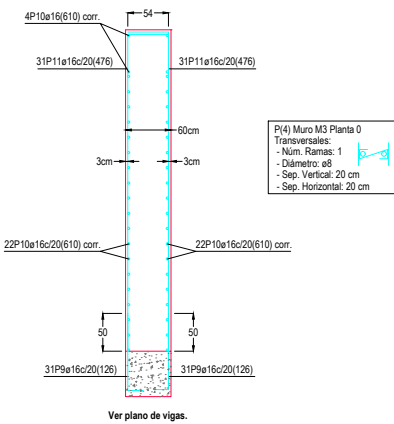 54
4P10ø16(610) corr.
31P11ø16c/20(476)
31P11ø16c/20(476)
60cm
3cm
3cm
P(4) Muro M3 Planta 0
Transversales:
- Núm. Ramas: 1
- Diámetro: ø8
- Sep. Vertical: 20 cm
- Sep. Horizontal: 20 cm
22P10ø16c/20(610) corr.
22P10ø16c/20(610) corr.
50
50
31P9ø16c/20(126)
31P9ø16c/20(126)
Ver plano de vigas.